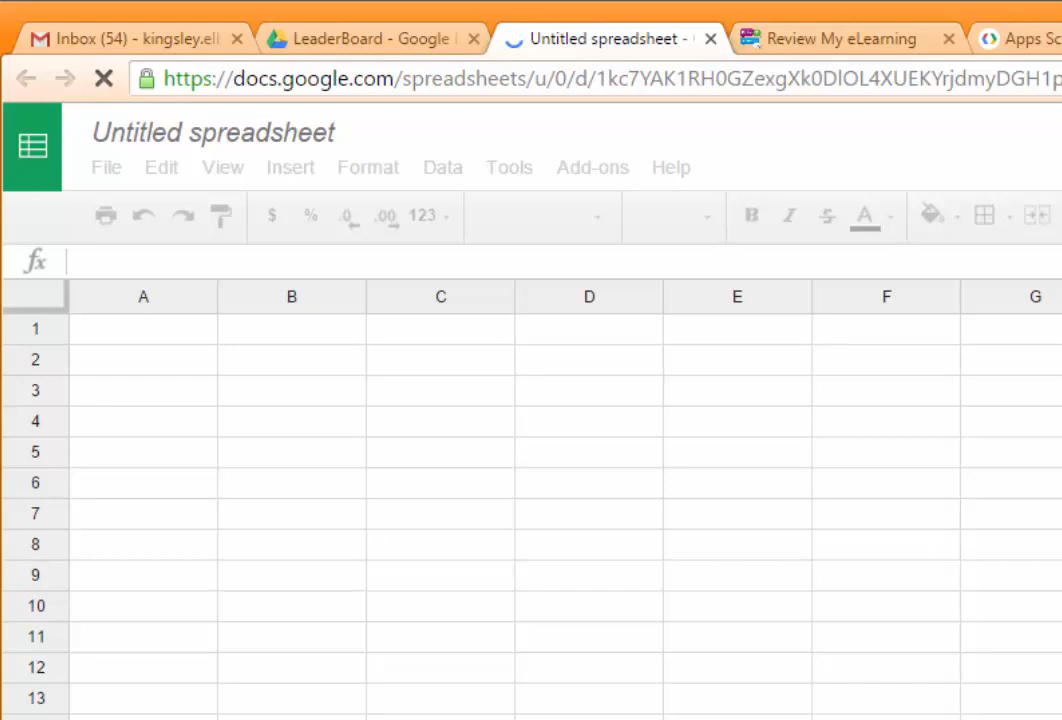 Inbox (54) - kingsley.ell
LeaderBoard - Google
Untitled spreadsheet -
Review My eLearning
Apps Sc
https://docs.google.com/spreadsheets/u/0/d/1kc7YAK1RH0GZexgXk0DlOL4XUEKYrjdmyDGH1p
Untitled spreadsheet
File Edit View Insert Format Data Tools Add-ons Help
$ % .0 .00 123 B I S A
fx
A B C D E F G
1
2
3
4
5
6
7
8
9
10
11
12
13